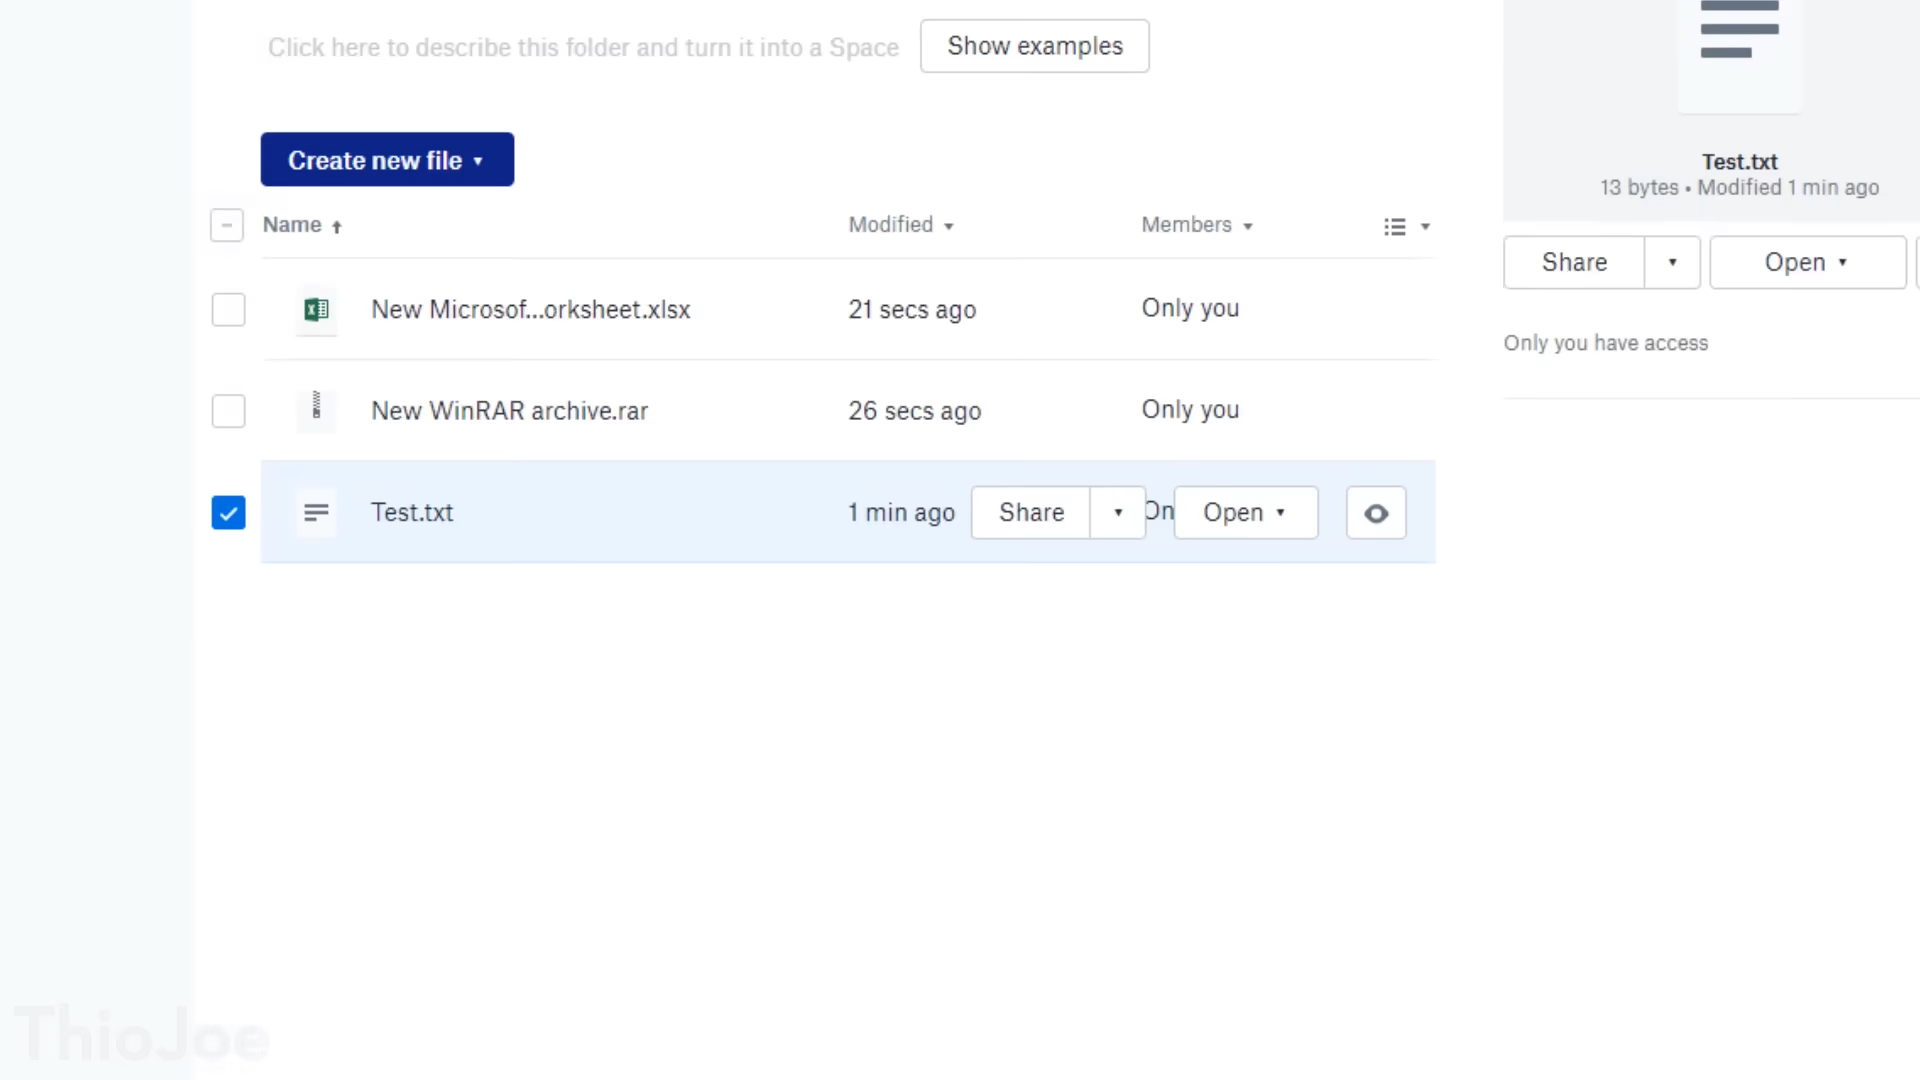 Click here to describe this folder and turn it into a Space
Show examples
Create new file
Name
Modified
Members
New Microsof...orksheet.xlsx
21 secs ago
Only you
New WinRAR archive.rar
26 secs ago
Only you
Test.txt
1 min ago
Share
On
Open
Test.txt
13 bytes • Modified 1 min ago
Share
Open
Only you have access
ThioJoe